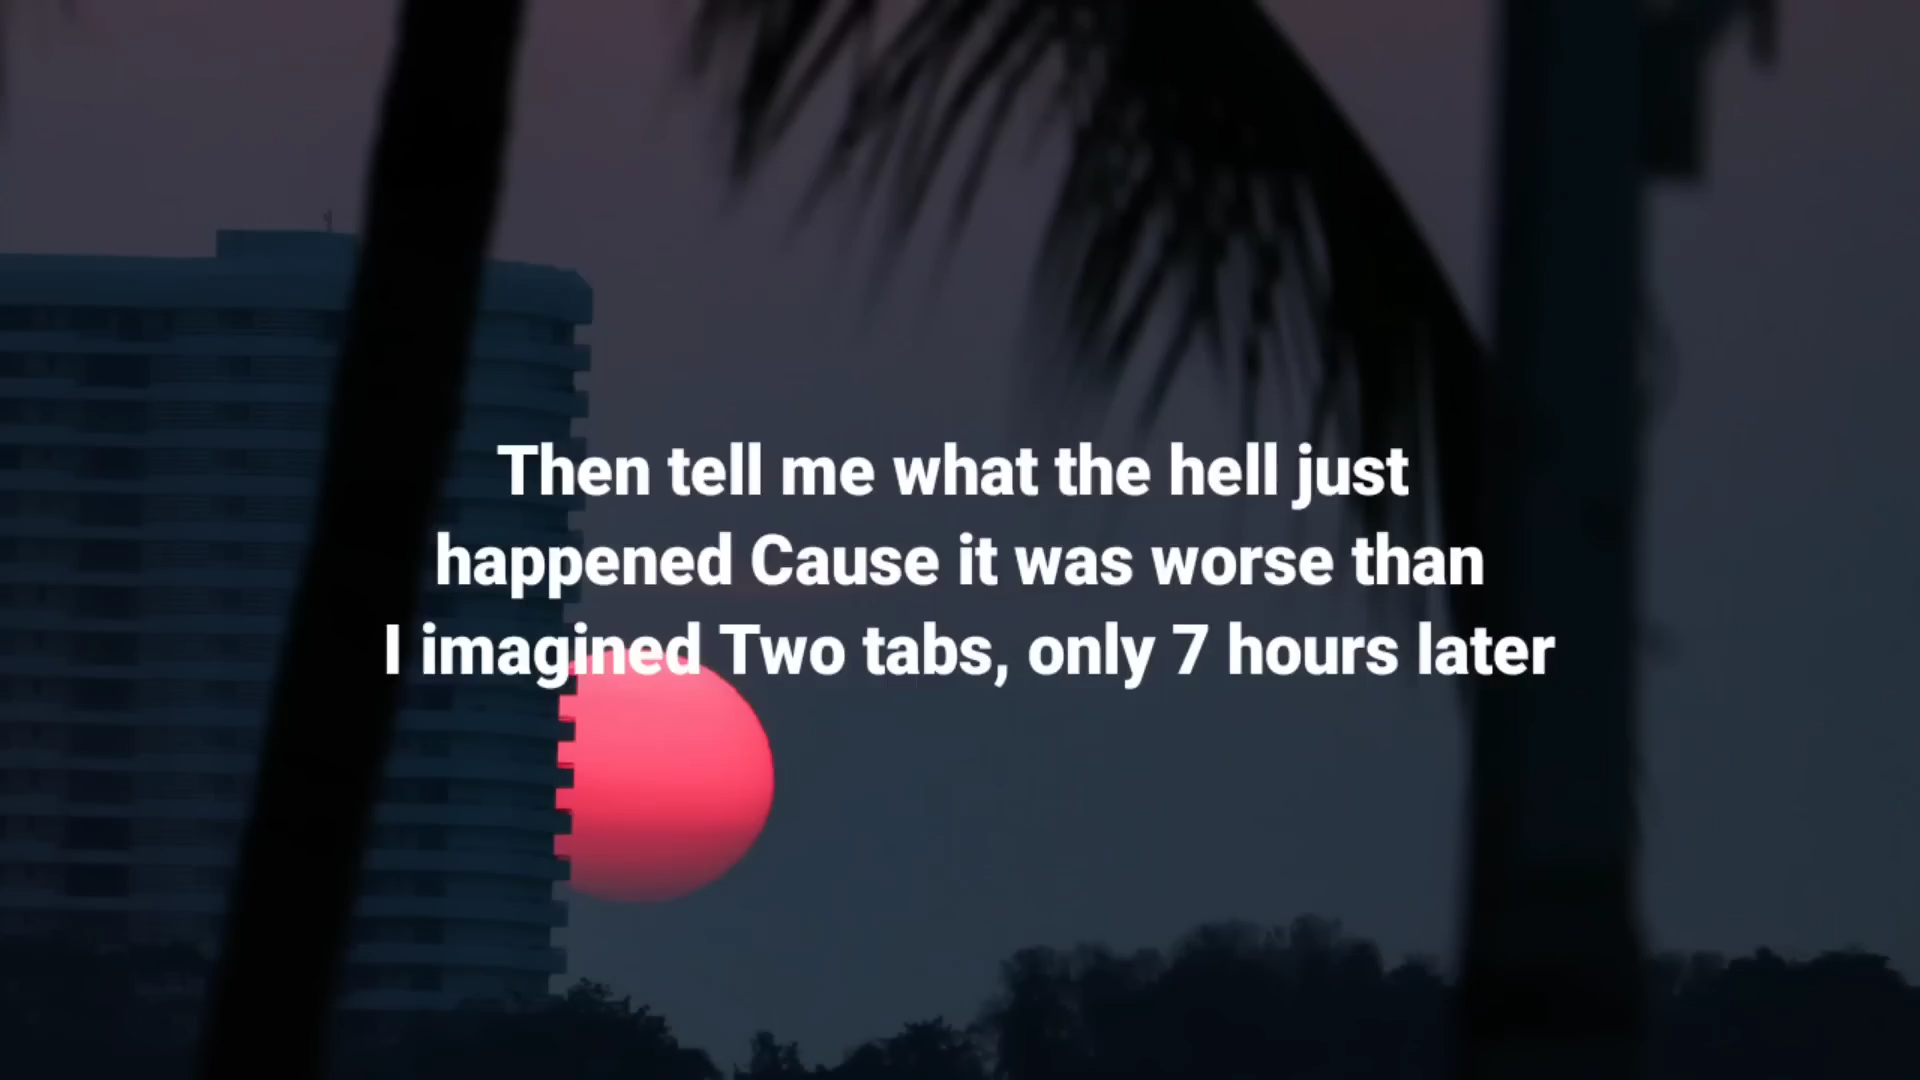 Then tell me what the hell just
happened Cause it was worse than
I imagined Two tabs, only 7 hours later